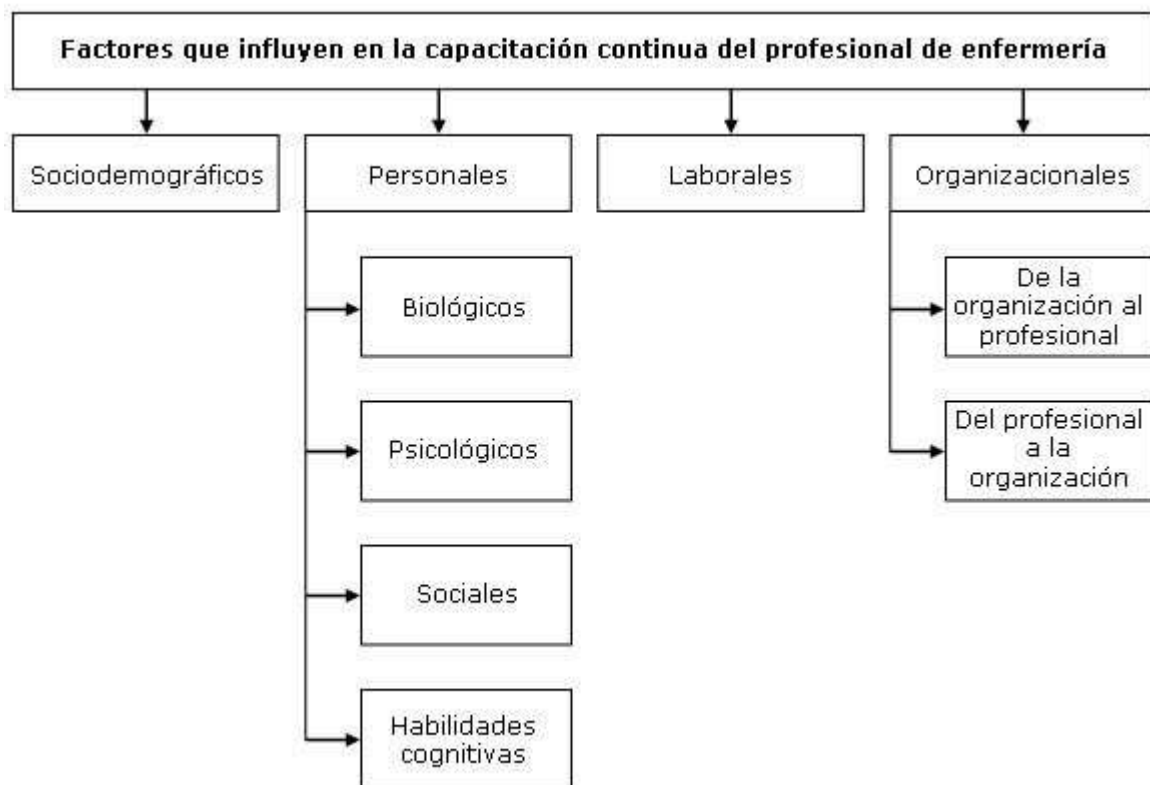 Factores que influyen en la capacitación continua del profesional de enfermería
Sociodemográficos
Personales
Laborales
Organizacionales
Biológicos
Psicológicos
Sociales
Habilidades
cognitivas
De la
organización al
profesional
Del profesional
a la
organización